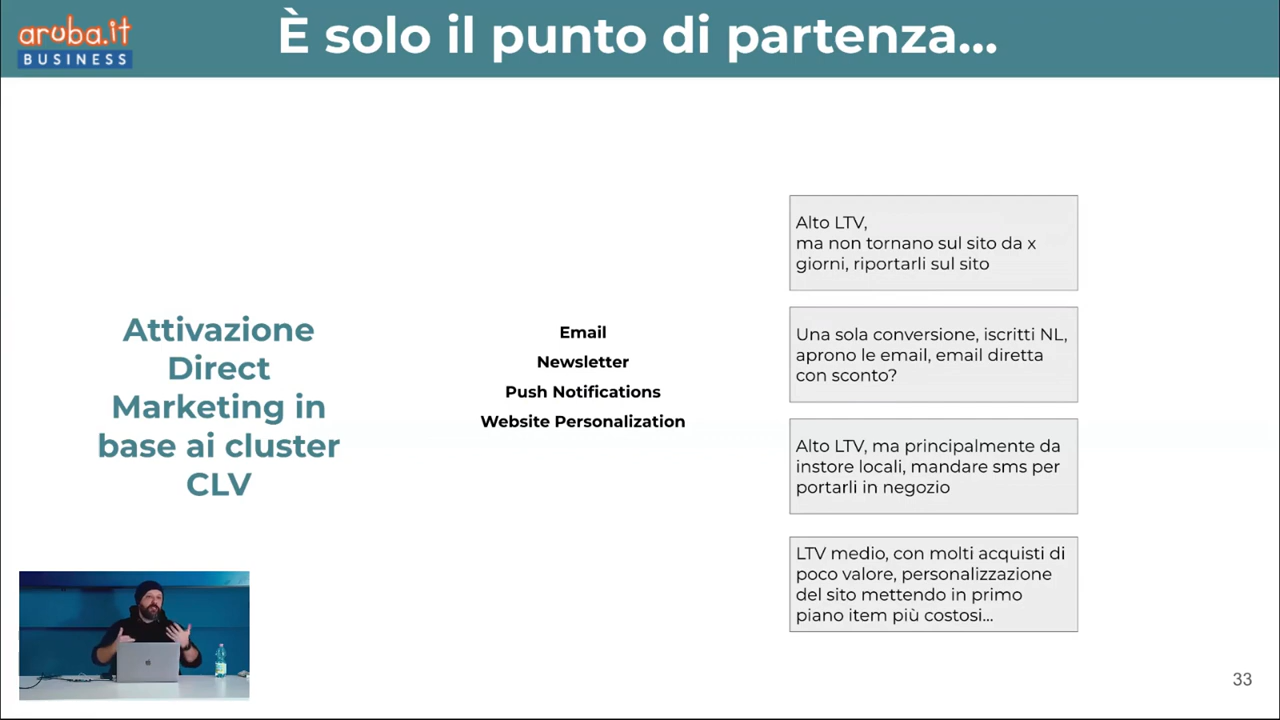 aruba.it
BUSINESS
È solo il punto di partenza...
Attivazione
Direct
Marketing in
base ai cluster
CLV
Email
Newsletter
Push Notifications
Website Personalization
Alto LTV,
ma non tornano sul sito da x
giorni, riportarli sul sito
Una sola conversione, iscritti NL,
aprono le email, email diretta
con sconto?
Alto LTV, ma principalmente da
instore locali, mandare sms per
portarli in negozio
LTV medio, con molti acquisti di
poco valore, personalizzazione
del sito mettendo in primo
piano item più costosi...
33